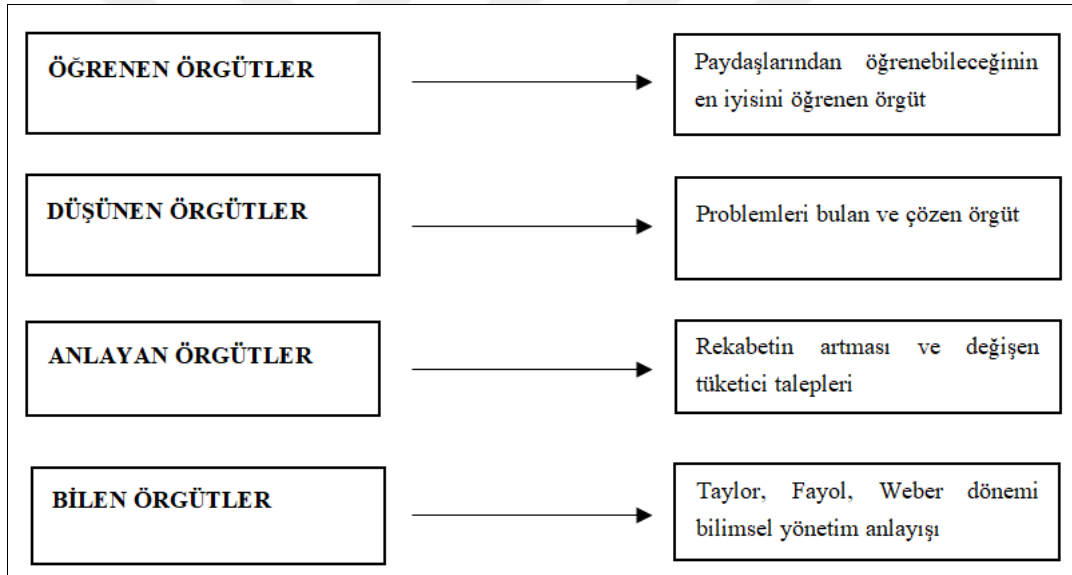 ÖĞRENEN ÖRGÜTLER
Paydaşlarından öğrenebileceğinin
en iyisini öğrenen örgüt
DÜŞÜNEN ÖRGÜTLER
Problemleri bulan ve çözen örgüt
ANLAYAN ÖRGÜTLER
Rekabetin artması ve değişen
tüketici talepleri
BİLEN ÖRGÜTLER
Taylor, Fayol, Weber dönemi
bilimsel yönetim anlayışı